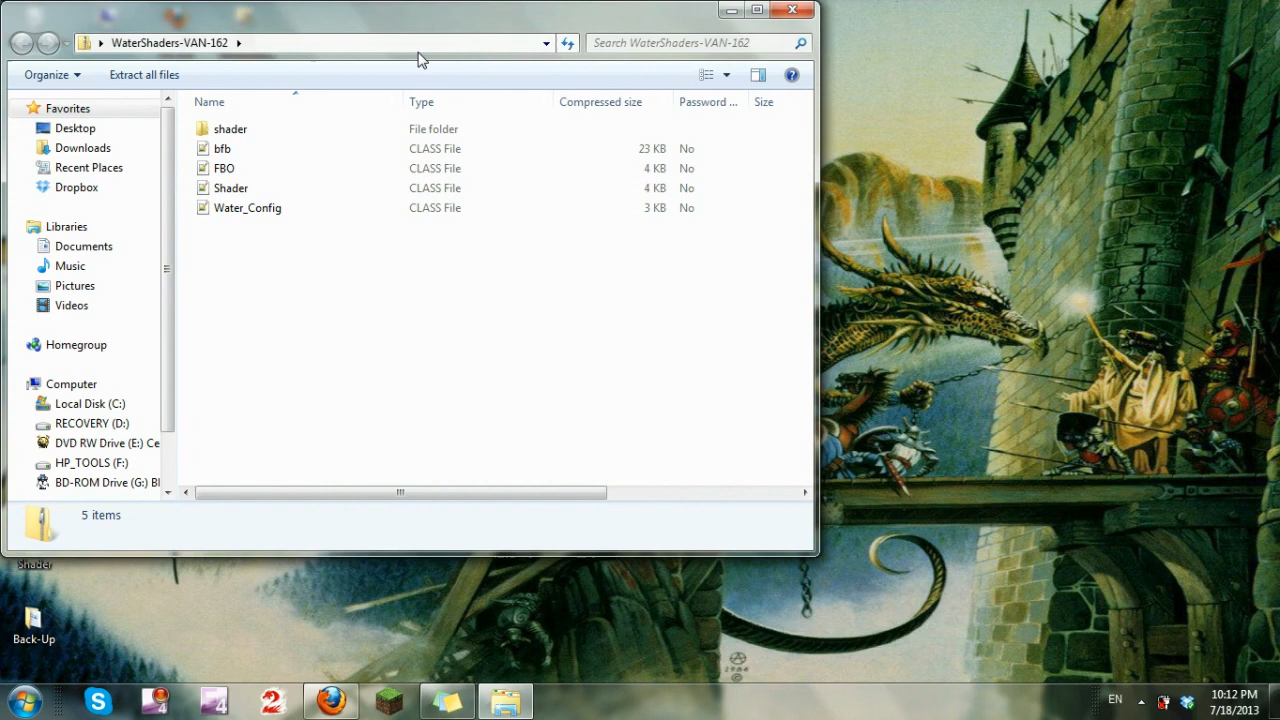 WaterShaders-VAN-162
Search WaterShaders-VAN-162
Organize
Extract all files
Name Type Compressed size Password ... Size
Favorites
Desktop
Downloads
Recent Places
Dropbox
Libraries
Documents
Music
Pictures
Videos
Homegroup
Computer
Local Disk (C:)
RECOVERY (D:)
DVD RW Drive (E:) Ce
HP_TOOLS (F:)
BD-ROM Drive (G:) Bl
shader File folder
bfb CLASS File 23 KB No
FBO CLASS File 4 KB No
Shader CLASS File 4 KB No
Water_Config CLASS File 3 KB No
5 items
Shader
Back-Up
1984
EN
10:12 PM
7/18/2013